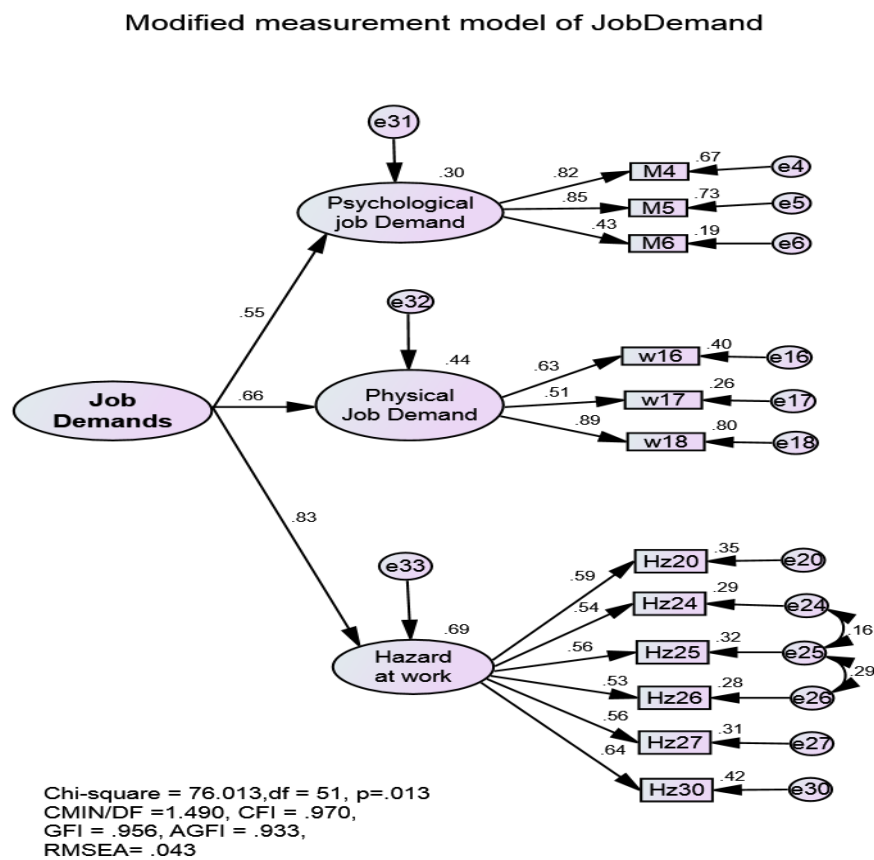 Modified measurement model of JobDemand
e31
.30
Psychological
job Demand
.82
M4
.67
e4
.85
M5
.73
e5
.43
M6
.19
e6
.55
e32
.44
Physical
Job Demand
.63
w16
.40
e16
.51
w17
.26
e17
.89
w18
.80
e18
.66
Job
Demands
.83
e33
.69
Hazard
at work
.59
Hz20
.35
e20
.54
Hz24
.29
e24
.16
.56
Hz25
.32
e25
.29
.53
Hz26
.28
e26
.56
Hz27
.31
e27
.64
Hz30
.42
e30
Chi-square = 76.013,df = 51, p=.013
CMIN/DF =1.490, CFI = .970,
GFI = .956, AGFI = .933,
RMSEA= .043